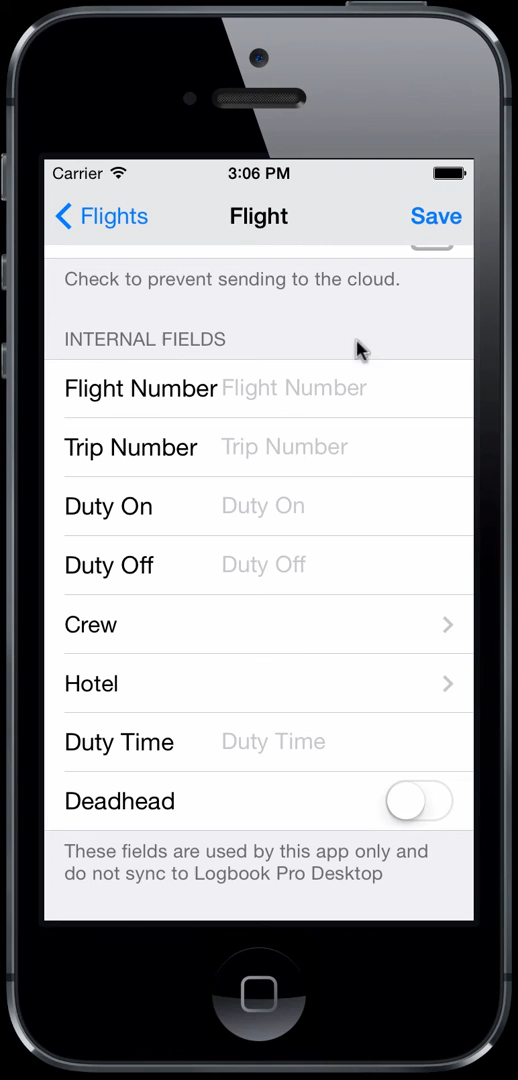 Carrier 3:06 PM
Flights Flight Save
Check to prevent sending to the cloud.
INTERNAL FIELDS
Flight Number Flight Number
Trip Number Trip Number
Duty On Duty On
Duty Off Duty Off
Crew
Hotel
Duty Time Duty Time
Deadhead
These fields are used by this app only and
do not sync to Logbook Pro Desktop